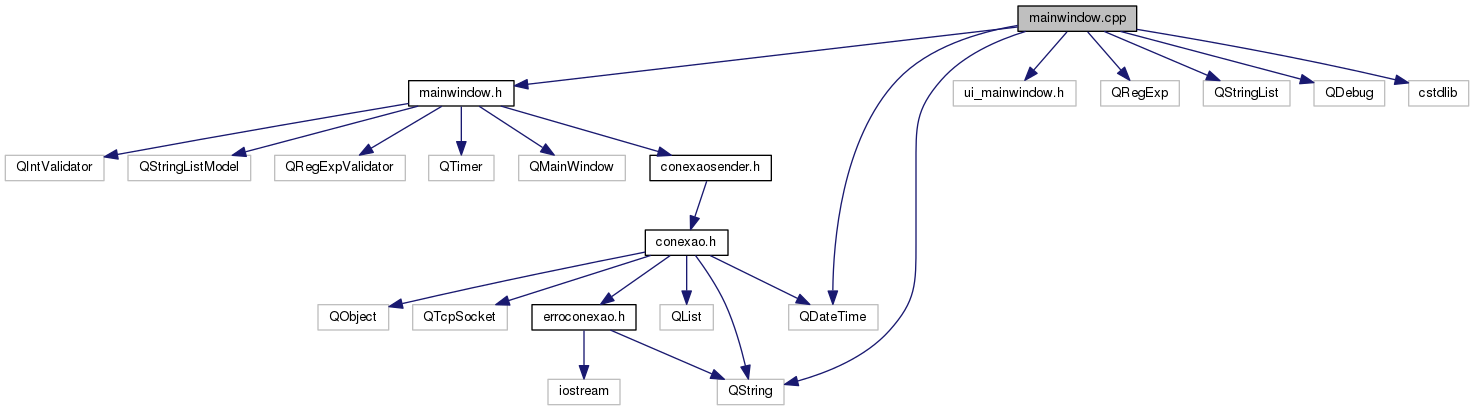 mainwindow.cpp
mainwindow.h
ui_mainwindow.h
QRegExp
QStringList
QDebug
cstdlib
QIntValidator
QStringListModel
QRegExpValidator
QTimer
QMainWindow
conexaosender.h
conexao.h
QObject
QTcpSocket
erroconexao.h
QList
QDateTime
iostream
QString